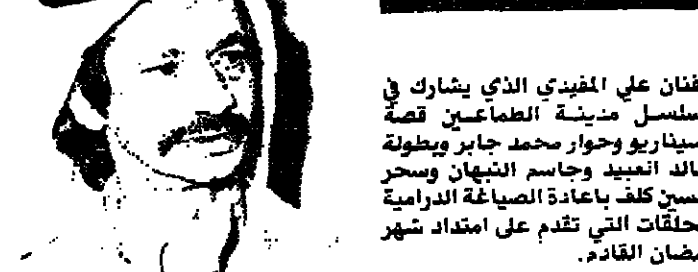 فنان علي المفيدي الذي يشارك في
سلسل مدينة الطماعين قصة
سيناريو وحوار محمد جابر وبطولة
الد العبيد وجاسم النبهان وسحر
سين كلف باعادة الصياغة الدرامية
حلقات التي تقدم على امتداد شهر
مضان القادم.